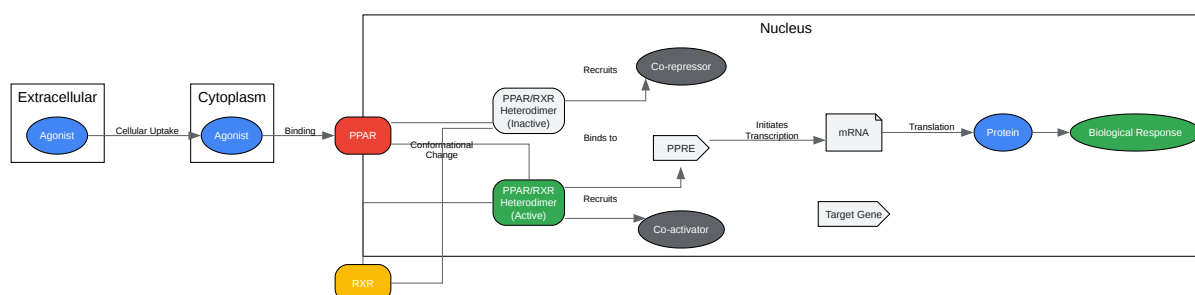 Nucleus
Extracellular
Agonist
Cellular Uptake
Cytoplasm
Agonist
Binding
PPAR
Conformational
Change
RXR
PPAR/RXR
Heterodimer
(Inactive)
Recruits
Co-repressor
Binds to
PPAR/RXR
Heterodimer
(Active)
Recruits
Co-activator
PPRE
Initiates
Transcription
mRNA
Translation
Protein
Biological Response
Target Gene